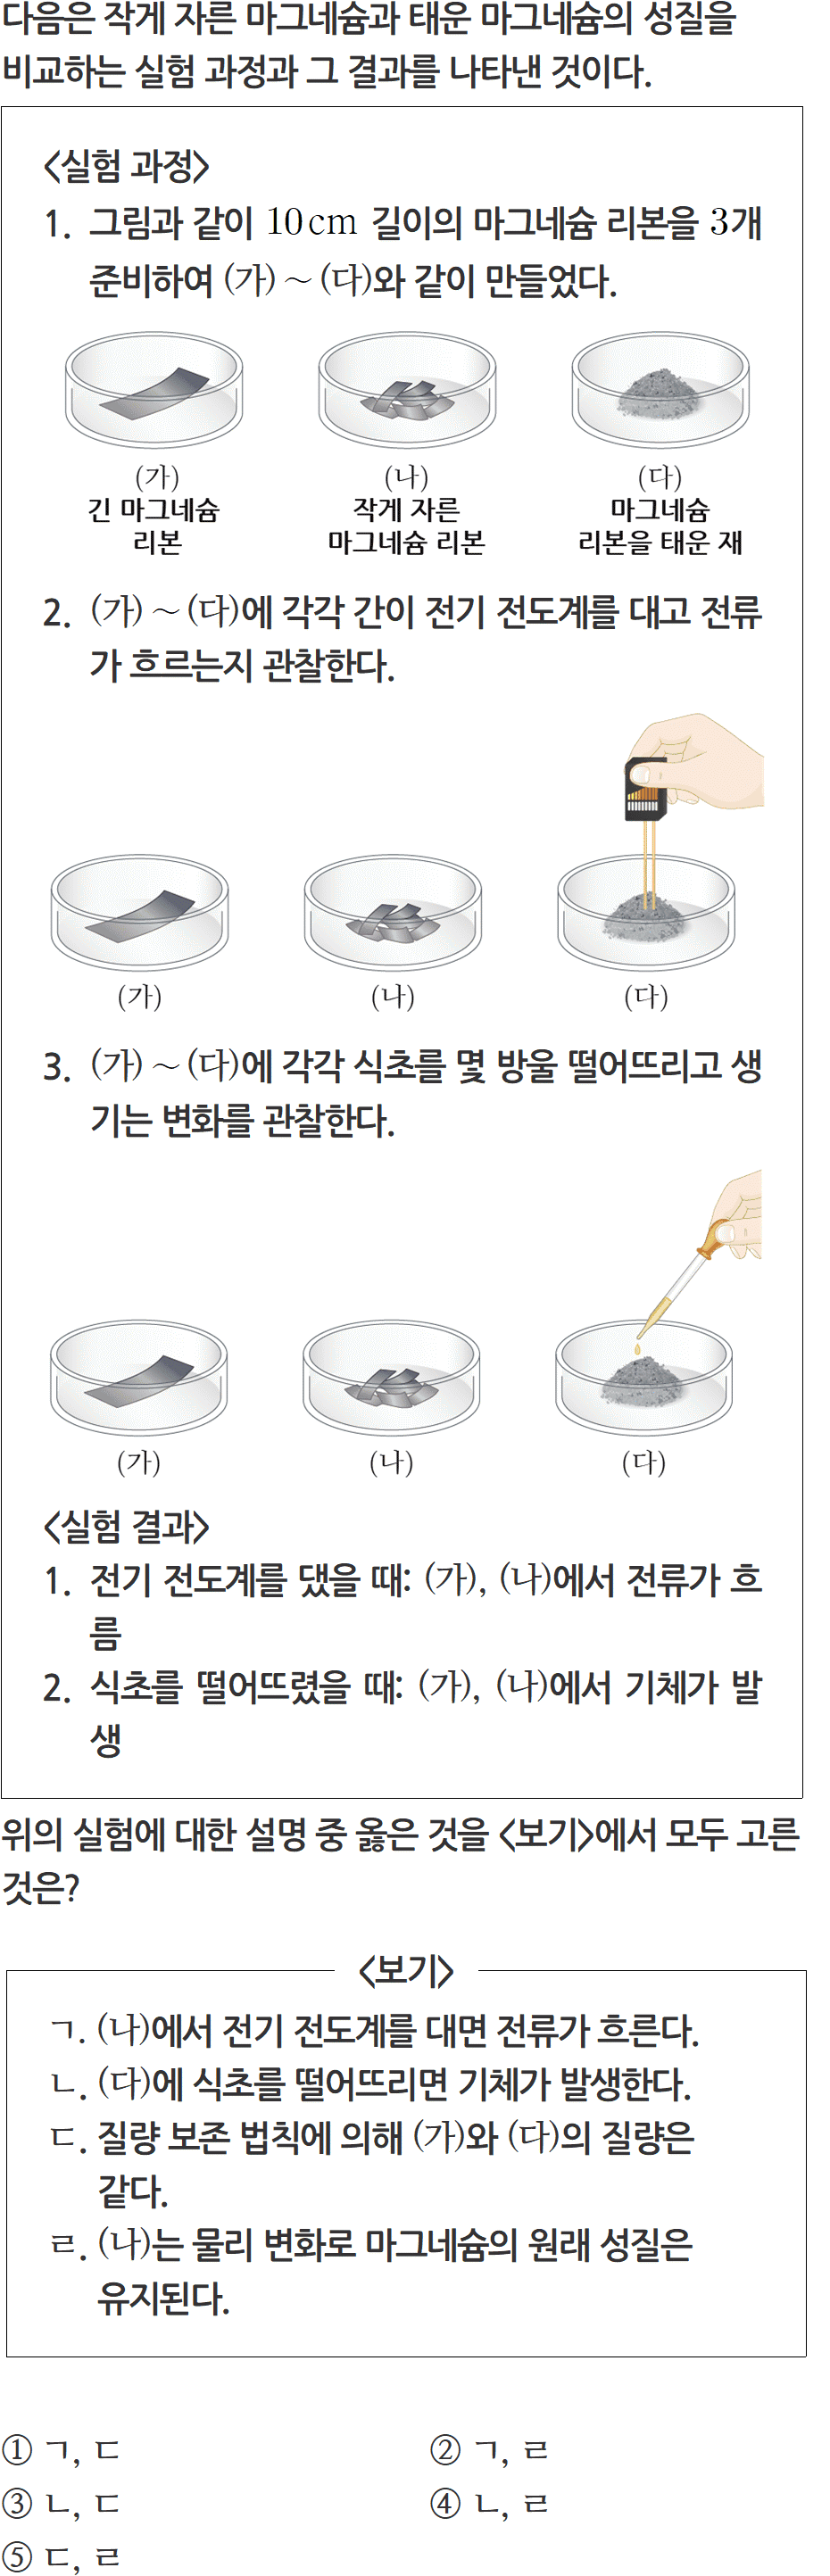 다음은 작게 자른 마그네슘과 태운 마그네슘의 성질을
비교하는 실험 과정과 그 결과를 나타낸 것이다.
<실험 과정>
1. 그림과 같이 10 cm 길이의 마그네슘 리본을 3개
준비하여 (가) ~ (다)와 같이 만들었다.
(가) (나) (다)
긴 마그네슘 작게 자른 마그네슘
리본 마그네슘 리본 리본을 태운 재
2. (가) ~ (다)에 각각 간이 전기 전도계를 대고 전류
가 흐르는지 관찰한다.
(가) (나) (다)
3. (가) ~ (다)에 각각 식초를 몇 방울 떨어뜨리고 생
기는 변화를 관찰한다.
(가) (나) (다)
<실험 결과>
1. 전기 전도계를 댔을 때: (가), (나)에서 전류가 흐
름
2. 식초를 떨어뜨렸을 때: (가), (나)에서 기체가 발
생
위의 실험에 대한 설명 중 옳은 것을 <보기>에서 모두 고른
것은?
<보기>
ㄱ. (나)에서 전기 전도계를 대면 전류가 흐른다.
ㄴ. (다)에 식초를 떨어뜨리면 기체가 발생한다.
ㄷ. 질량 보존 법칙에 의해 (가)와 (다)의 질량은
같다.
ㄹ. (나)는 물리 변화로 마그네슘의 원래 성질은
유지된다.
① ㄱ, ㄷ ② ㄱ, ㄹ
③ ㄴ, ㄷ ④ ㄴ, ㄹ
⑤ ㄷ, ㄹ